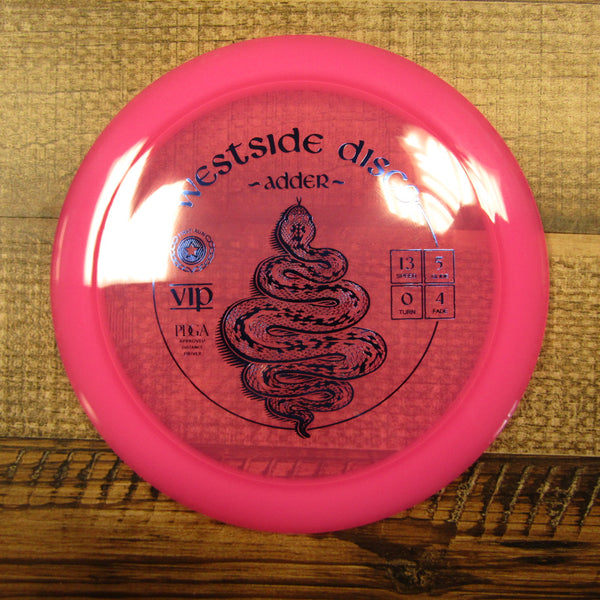 westside discs
~adder~
VIP
PDGA
APPROVED
DISTANCE
DRIVER
13 5
SPEED GLIDE
0 4
TURN FADE